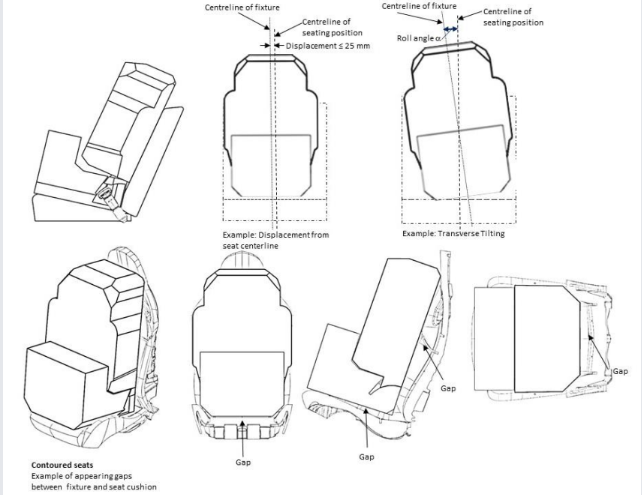 Centreline of fixture
Centreline of
seating position
Displacement ≤ 25 mm
Example: Displacement from
seat centerline
Centreline of fixture
Centreline of
seating position
Roll angle α
Example: Transverse Tilting
Gap
Gap
Gap
Gap
Contoured seats
Example of appearing gaps
between fixture and seat cushion